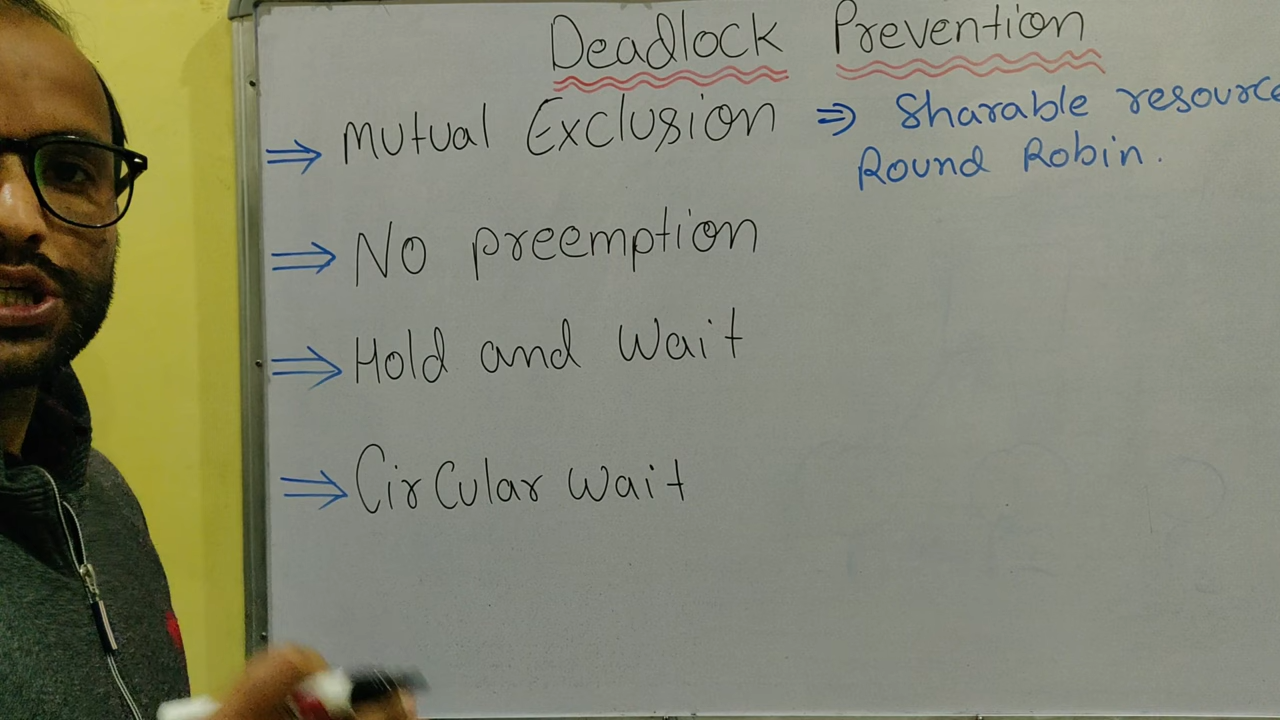 Deadlock Prevention
⇒ Mutual Exclusion ⇒ Sharable resource
Round Robin.
⇒ No preemption
⇒ Hold and Wait
⇒ Circular wait